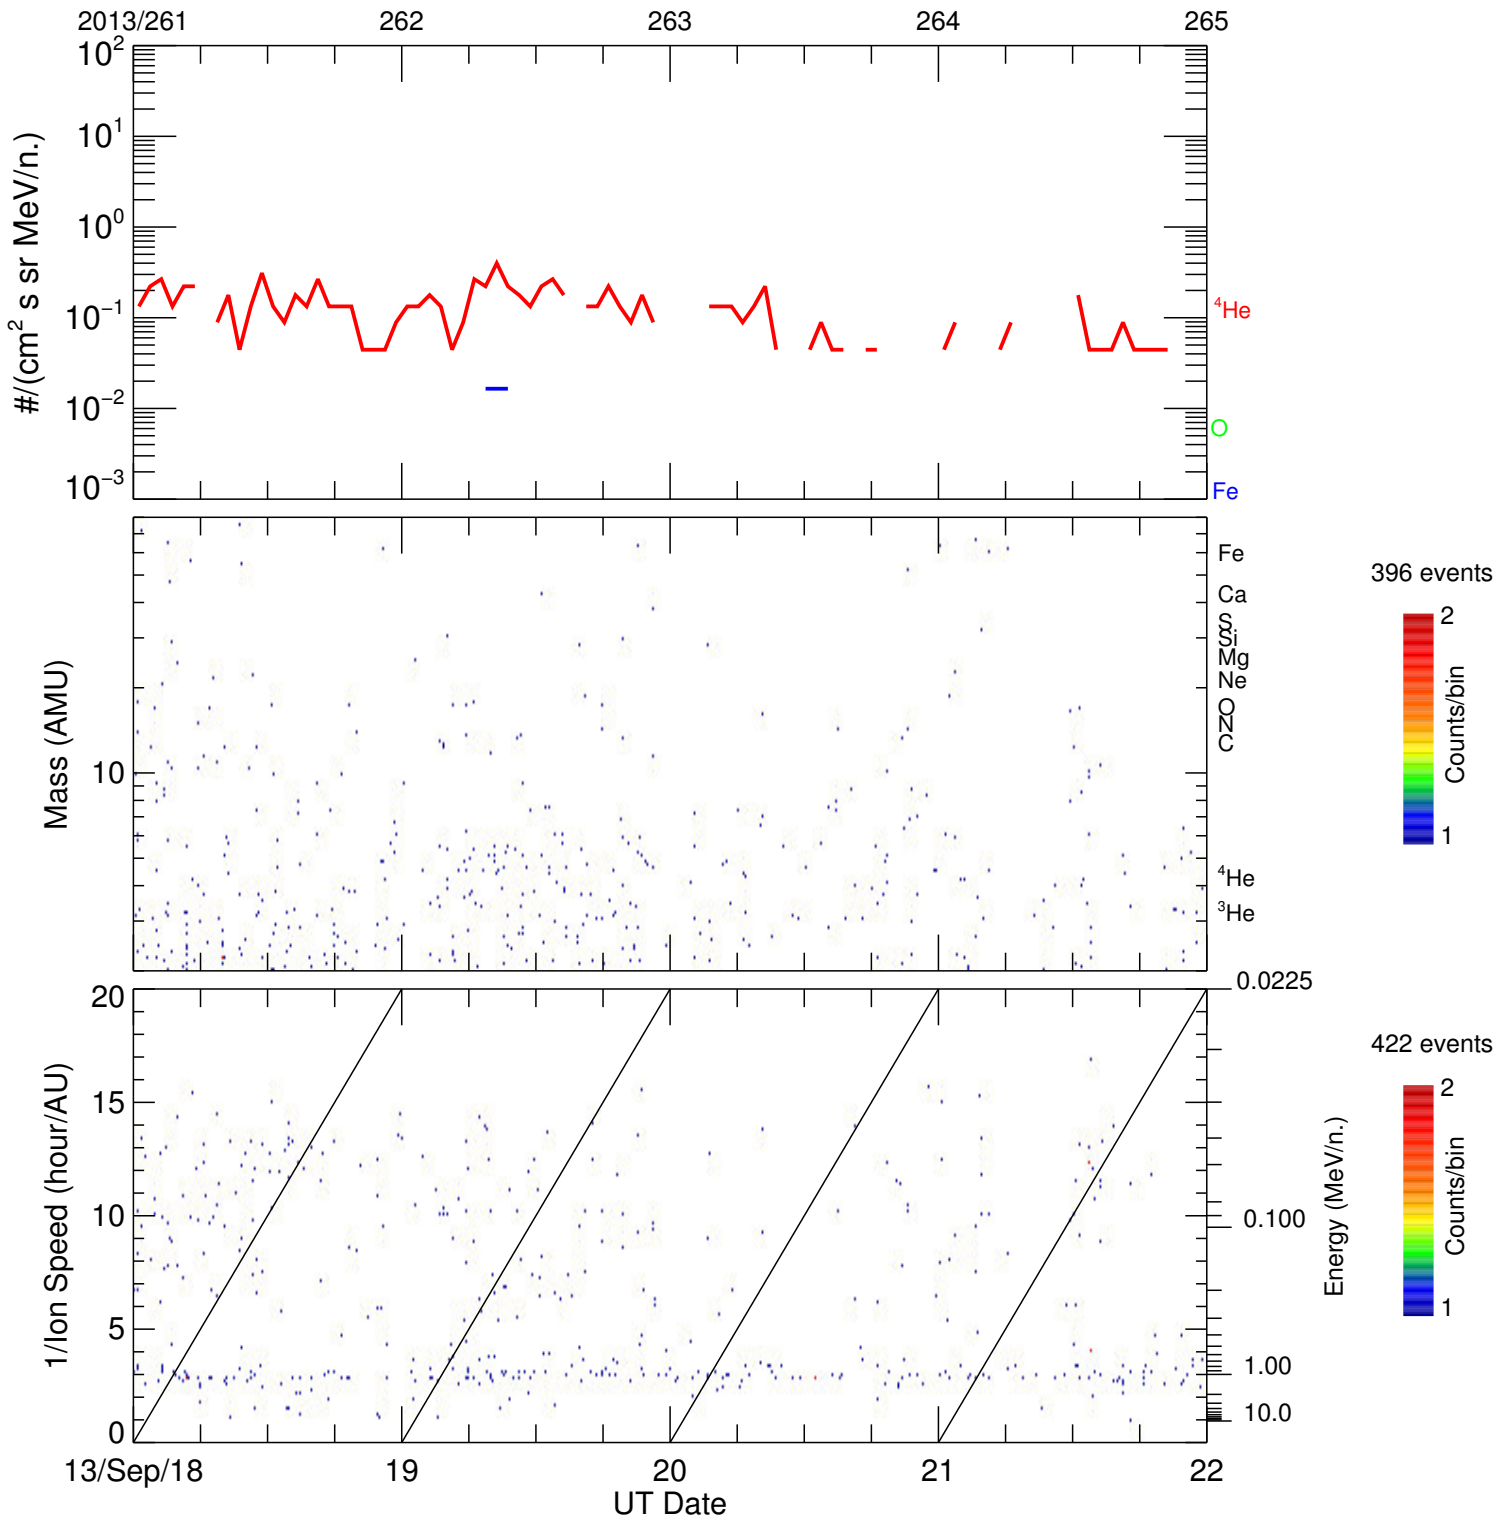 2013/261 262 263 264 265
#/(cm² s sr MeV/n.)
10²
10¹
10⁰
10⁻¹
10⁻²
10⁻³
⁴He
O
Fe
Mass (AMU)
10
Fe
Ca
S
Si
Mg
Ne
O
N
C
⁴He
³He
396 events
2
Counts/bin
1
1/Ion Speed (hour/AU)
20
15
10
5
0
0.0225
0.100
1.00
10.0
Energy (MeV/n.)
422 events
2
Counts/bin
1
13/Sep/18 19 20 21 22
UT Date